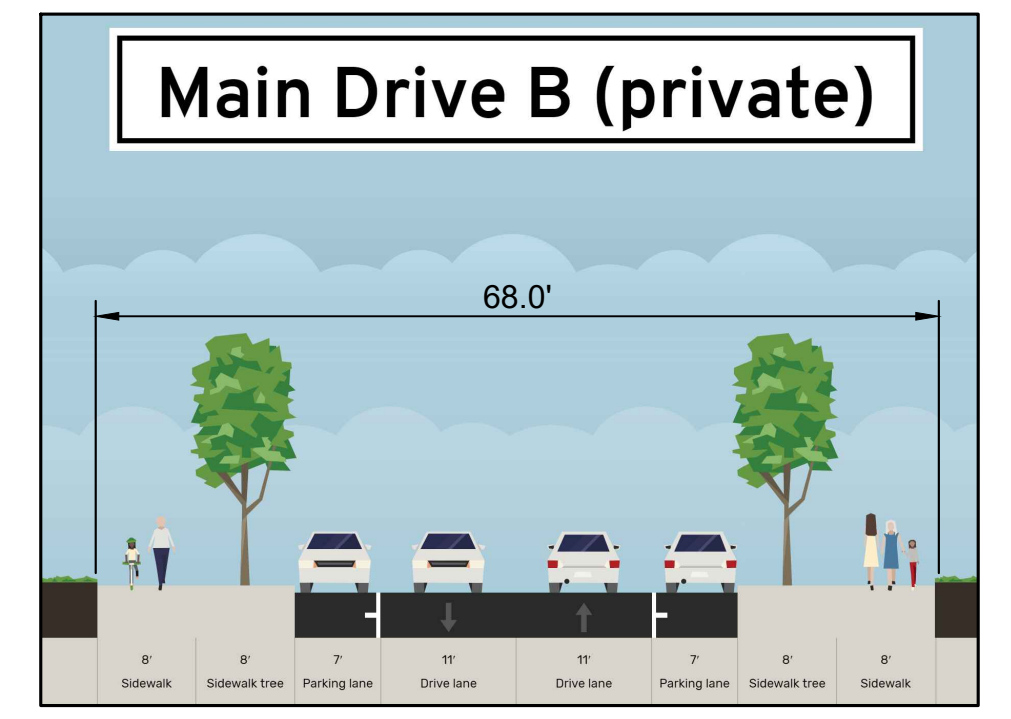 Main Drive B (private)
68.0'
8' 8' 7' 11' 11' 7' 8' 8'
Sidewalk Sidewalk tree Parking lane Drive lane Drive lane Parking lane Sidewalk tree Sidewalk